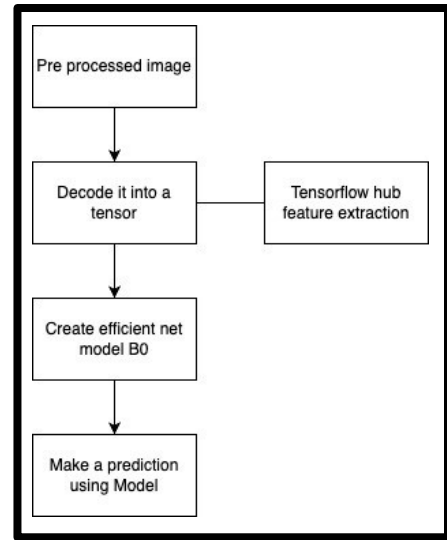 Pre processed image
Decode it into a
tensor
Tensorflow hub
feature extraction
Create efficient net
model B0
Make a prediction
using Model